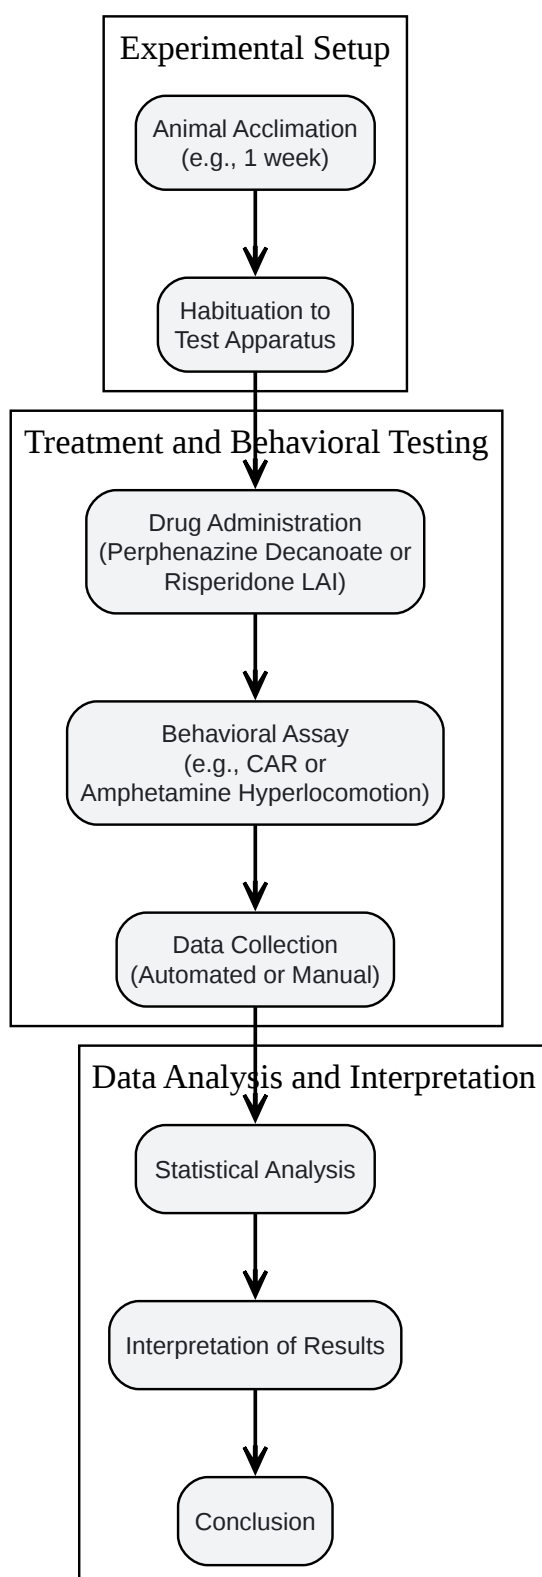 Experimental Setup
Animal Acclimation
(e.g., 1 week)
Habituation to
Test Apparatus
Treatment and Behavioral Testing
Drug Administration
(Perphenazine Decanoate or
Risperidone LAI)
Behavioral Assay
(e.g., CAR or
Amphetamine Hyperlocomotion)
Data Collection
(Automated or Manual)
Data Analysis and Interpretation
Statistical Analysis
Interpretation of Results
Conclusion